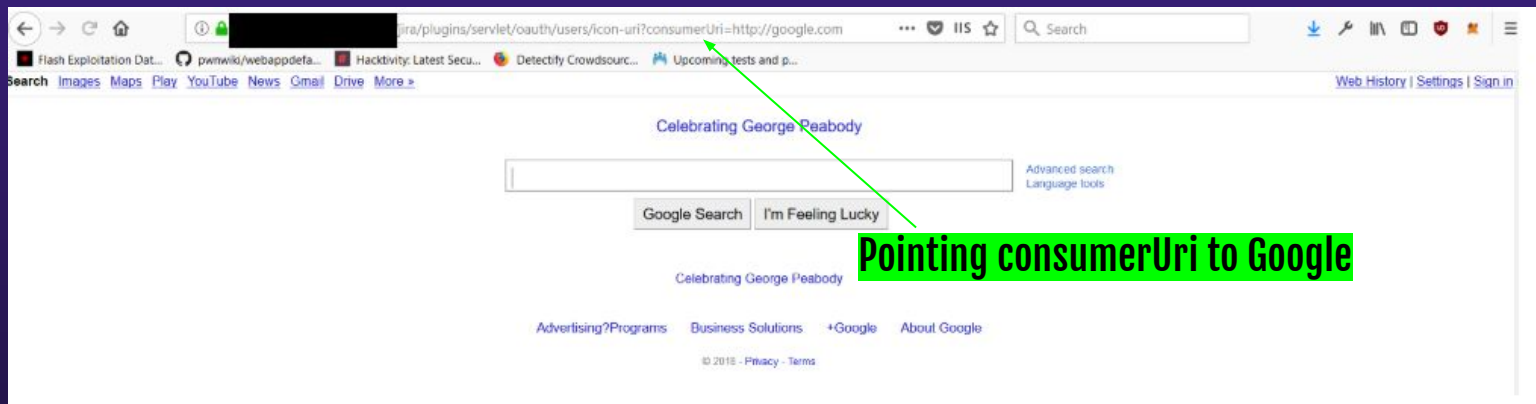 jira/plugins/servlet/oauth/users/icon-uri?consumerUri=http://google.com ••• IIS Search
Flash Exploitation Dat... pwnwiki/webappdefa... Hacktivity: Latest Secu... Detectify Crowdsourc... Upcoming tests and p...
Search Images Maps Play YouTube News Gmail Drive More » Web History | Settings | Sign in
Celebrating George Peabody
Advanced search
Language tools
Google Search I'm Feeling Lucky
Pointing consumerUri to Google
Celebrating George Peabody
Advertising?Programs Business Solutions +Google About Google
© 2018 - Privacy - Terms